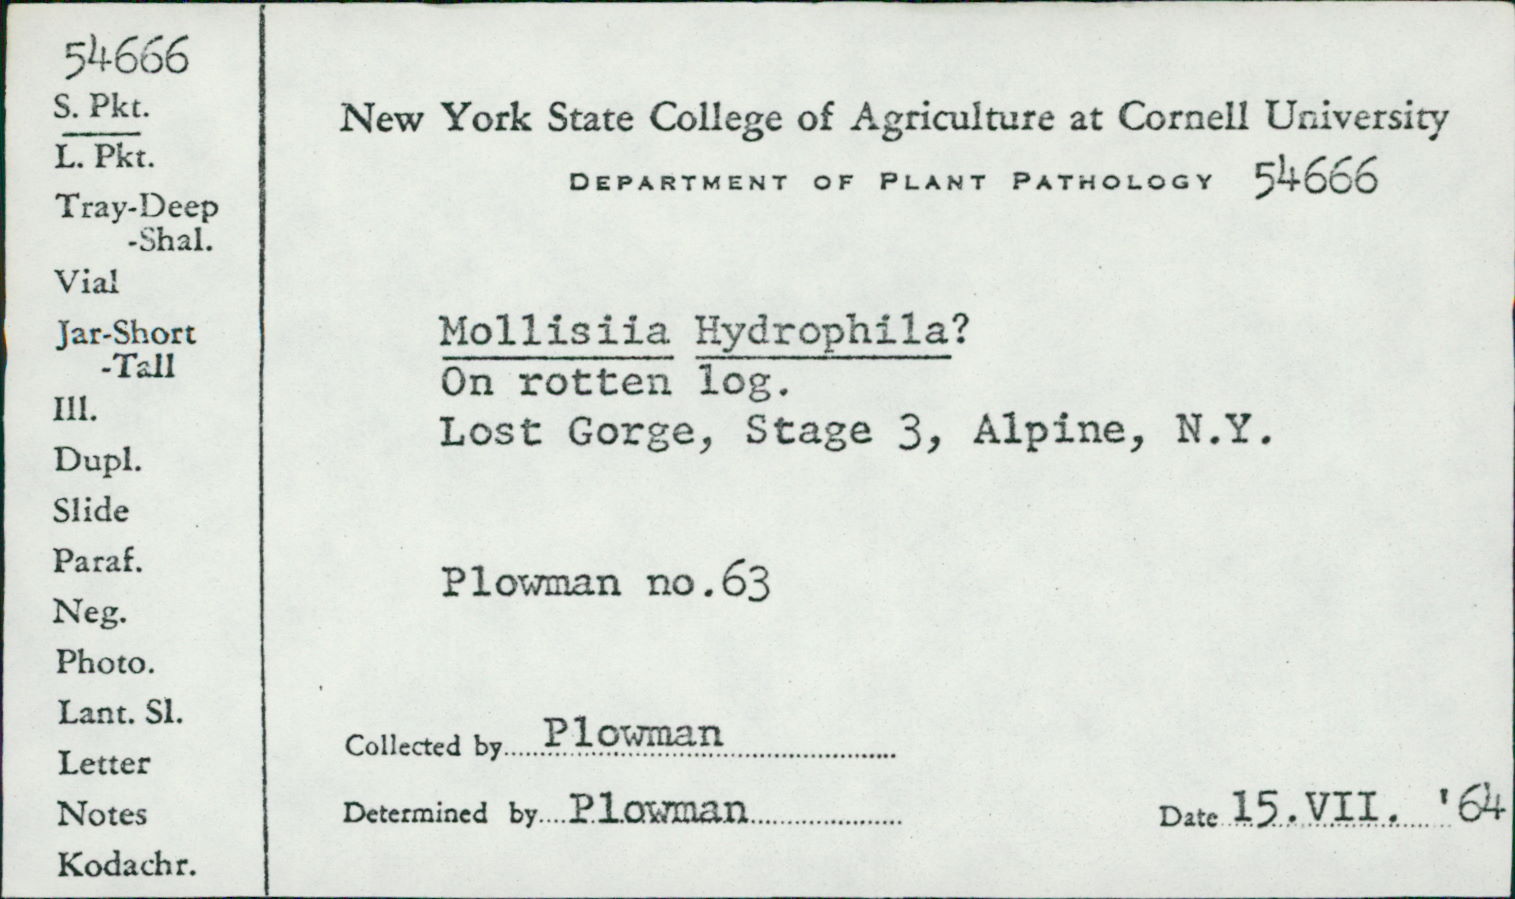 54666
S. Pkt.
L. Pkt.
Tray-Deep
-Shal.
Vial
Jar-Short
-Tall
Ill.
Dupl.
Slide
Paraf.
Neg.
Photo.
Lant. Sl.
Letter
Notes
Kodachr.
New York State College of Agriculture at Cornell University
DEPARTMENT OF PLANT PATHOLOGY 54666
Mollisiia Hydrophila?
On rotten log.
Lost Gorge, Stage 3, Alpine, N.Y.
Plowman no.63
Collected by Plowman
Determined by Plowman
Date 15.VII. '64